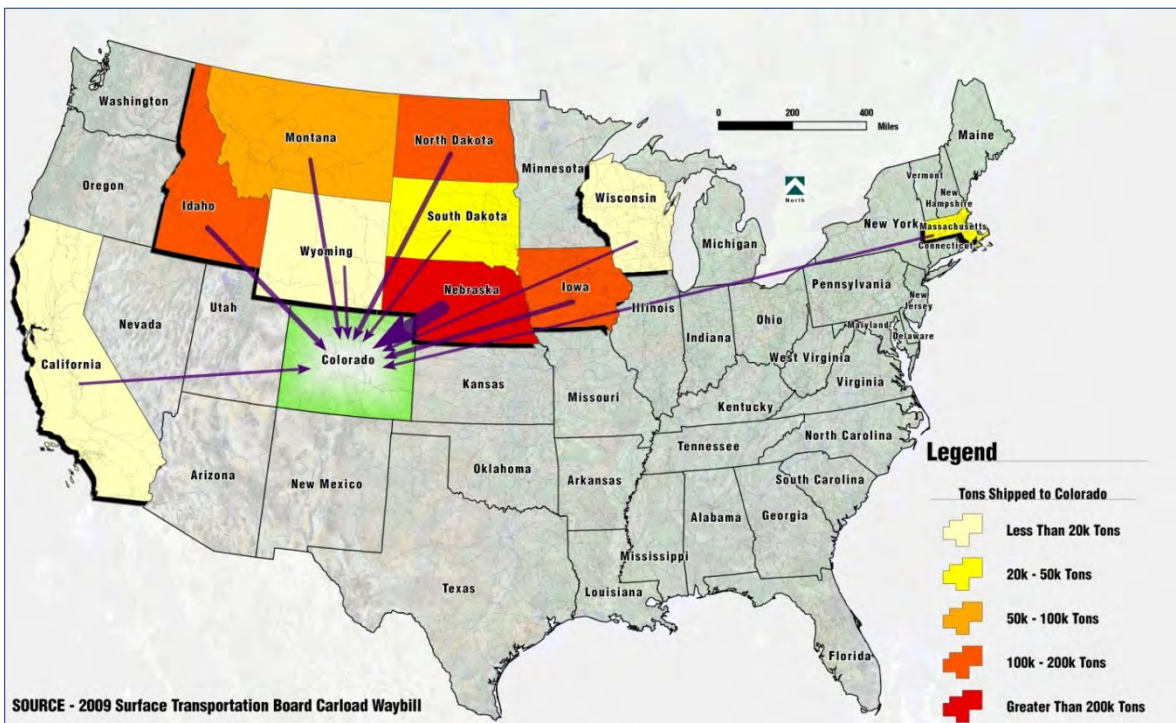 Washington
Montana
North Dakota
Minnesota
Maine
Oregon
Idaho
Wyoming
South Dakota
Wisconsin
Michigan
Vermont
New
Hampshire
New York
Massachusetts
Connecticut
0
200
400
Miles
North
Nevada
Utah
Nebraska
Iowa
Illinois
Indiana
Ohio
Pennsylvania
New
Jersey
Maryland
Delaware
California
Colorado
Kansas
Missouri
West Virginia
Virginia
Kentucky
Arizona
New Mexico
Oklahoma
Arkansas
Tennessee
North Carolina
South Carolina
Texas
Louisiana
Mississippi
Alabama
Georgia
Florida
Legend
Tons Shipped to Colorado
Less Than 20k Tons
20k - 50k Tons
50k - 100k Tons
100k - 200k Tons
Greater Than 200k Tons
SOURCE - 2009 Surface Transportation Board Carload Waybill